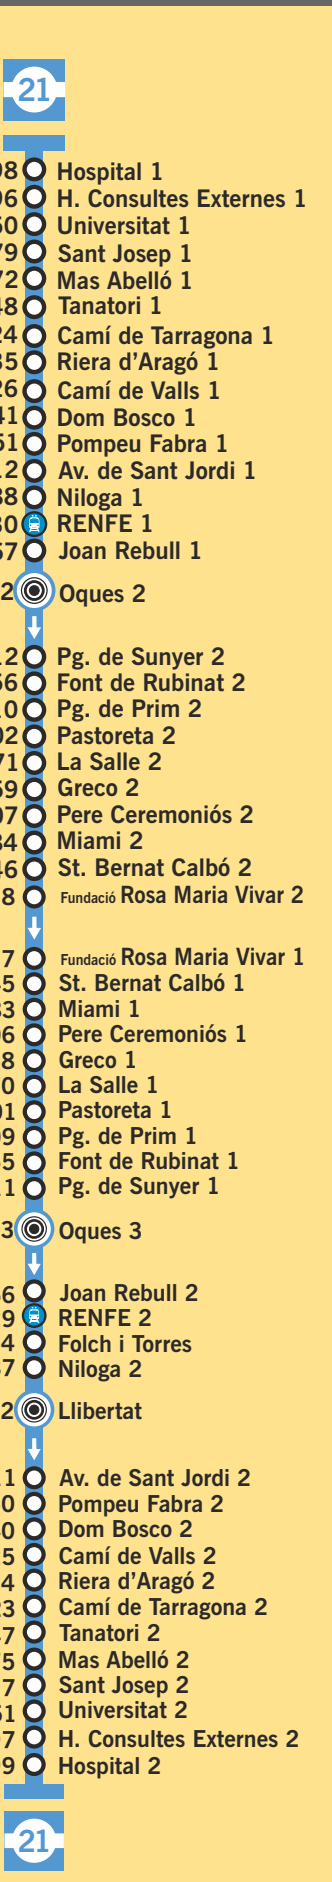 21
Hospital 1
H. Consultes Externes 1
Universitat 1
Sant Josep 1
Mas Abelló 1
Tanatori 1
Camí de Tarragona 1
Riera d'Aragó 1
Camí de Valls 1
Dom Bosco 1
Pompeu Fabra 1
Av. de Sant Jordi 1
Niloga 1
RENFE 1
Joan Rebull 1
2 Oques 2
Pg. de Sunyer 2
Font de Rubinat 2
Pg. de Prim 2
Pastoreta 2
La Salle 2
Greco 2
Pere Ceremoniós 2
Miami 2
St. Bernat Calbó 2
8 Fundació Rosa Maria Vivar 2
7 Fundació Rosa Maria Vivar 1
St. Bernat Calbó 1
Miami 1
Pere Ceremoniós 1
Greco 1
La Salle 1
Pastoreta 1
Pg. de Prim 1
Font de Rubinat 1
Pg. de Sunyer 1
3 Oques 3
Joan Rebull 2
RENFE 2
Folch i Torres
Niloga 2
2 Llibertat
Av. de Sant Jordi 2
Pompeu Fabra 2
Dom Bosco 2
Camí de Valls 2
Riera d'Aragó 2
Camí de Tarragona 2
Tanatori 2
Mas Abelló 2
Sant Josep 2
Universitat 2
H. Consultes Externes 2
Hospital 2
21